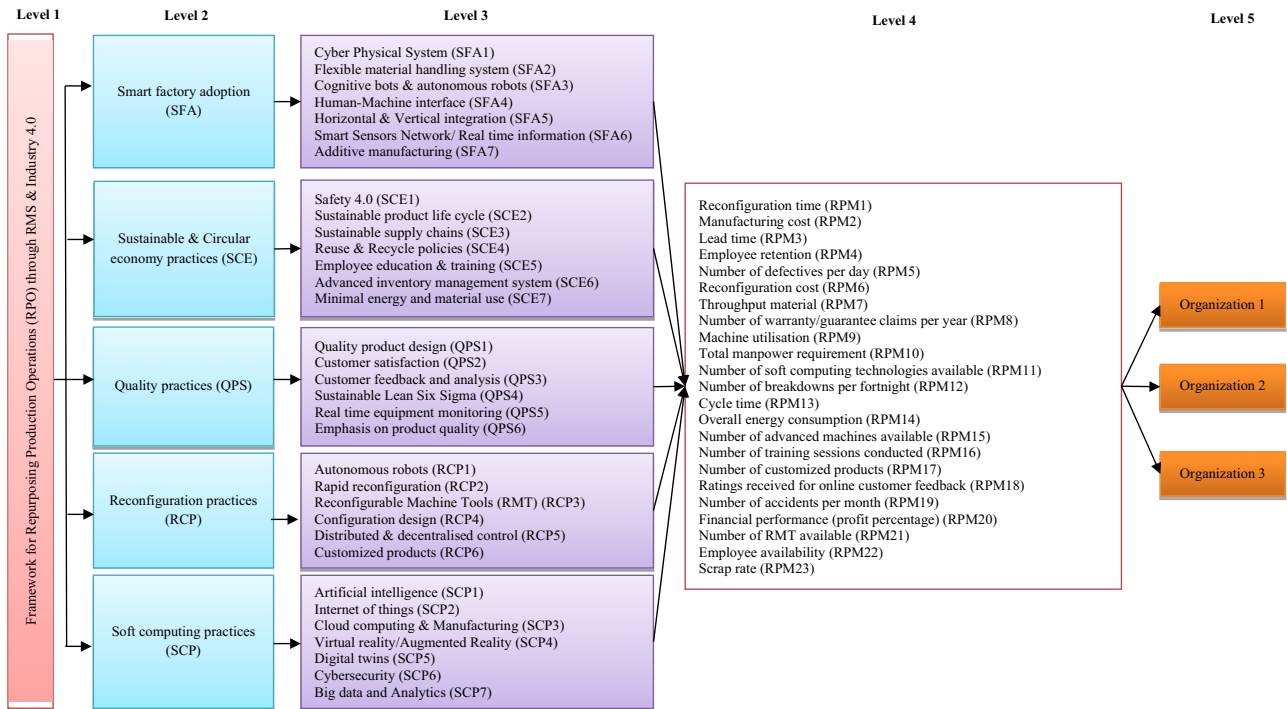 Level 1
Level 2
Level 3
Level 4
Level 5
Framework for Repurposing Production Operations (RPO) through RMS & Industry 4.0
Smart factory adoption
(SFA)
Cyber Physical System (SFA1)
Flexible material handling system (SFA2)
Cognitive bots & autonomous robots (SFA3)
Human-Machine interface (SFA4)
Horizontal & Vertical integration (SFA5)
Smart Sensors Network/ Real time information (SFA6)
Additive manufacturing (SFA7)
Sustainable & Circular
economy practices (SCE)
Safety 4.0 (SCE1)
Sustainable product life cycle (SCE2)
Sustainable supply chains (SCE3)
Reuse & Recycle policies (SCE4)
Employee education & training (SCE5)
Advanced inventory management system (SCE6)
Minimal energy and material use (SCE7)
Quality practices (QPS)
Quality product design (QPS1)
Customer satisfaction (QPS2)
Customer feedback and analysis (QPS3)
Sustainable Lean Six Sigma (QPS4)
Real time equipment monitoring (QPS5)
Emphasis on product quality (QPS6)
Reconfiguration practices
(RCP)
Autonomous robots (RCP1)
Rapid reconfiguration (RCP2)
Reconfigurable Machine Tools (RMT) (RCP3)
Configuration design (RCP4)
Distributed & decentralised control (RCP5)
Customized products (RCP6)
Soft computing practices
(SCP)
Artificial intelligence (SCP1)
Internet of things (SCP2)
Cloud computing & Manufacturing (SCP3)
Virtual reality/Augmented Reality (SCP4)
Digital twins (SCP5)
Cybersecurity (SCP6)
Big data and Analytics (SCP7)
Reconfiguration time (RPM1)
Manufacturing cost (RPM2)
Lead time (RPM3)
Employee retention (RPM4)
Number of defectives per day (RPM5)
Reconfiguration cost (RPM6)
Throughput material (RPM7)
Number of warranty/guarantee claims per year (RPM8)
Machine utilisation (RPM9)
Total manpower requirement (RPM10)
Number of soft computing technologies available (RPM11)
Number of breakdowns per fortnight (RPM12)
Cycle time (RPM13)
Overall energy consumption (RPM14)
Number of advanced machines available (RPM15)
Number of training sessions conducted (RPM16)
Number of customized products (RPM17)
Ratings received for online customer feedback (RPM18)
Number of accidents per month (RPM19)
Financial performance (profit percentage) (RPM20)
Number of RMT available (RPM21)
Employee availability (RPM22)
Scrap rate (RPM23)
Organization 1
Organization 2
Organization 3